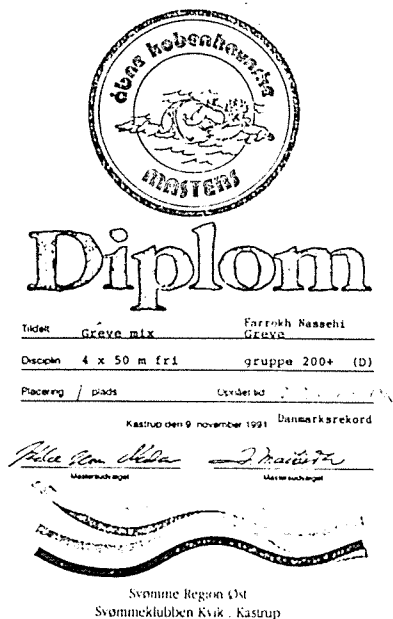 åbne københavnske
MASTERS
Diplom
Farrokh Nassehi
Tildelt Greve mix Greve
Disciplin 4 x 50 m fri gruppe 200+ (D)
Placering / plads Opnået tid
Kastrup den 9. november 1991 Danmarksrekord
Mastersudvalget Mastersudvalget
Svømme Region Øst
Svømmeklubben Kvik, Kastrup